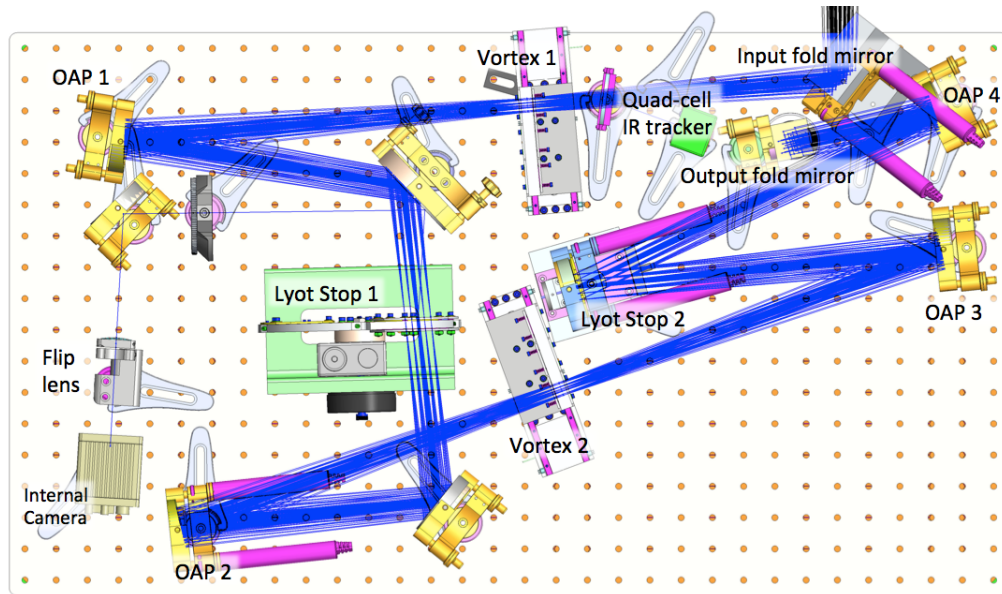 OAP 1
Vortex 1
Input fold mirror
OAP 4
Quad-cell
IR tracker
Output fold mirror
Lyot Stop 1
Lyot Stop 2
OAP 3
Flip
lens
Vortex 2
Internal
Camera
OAP 2